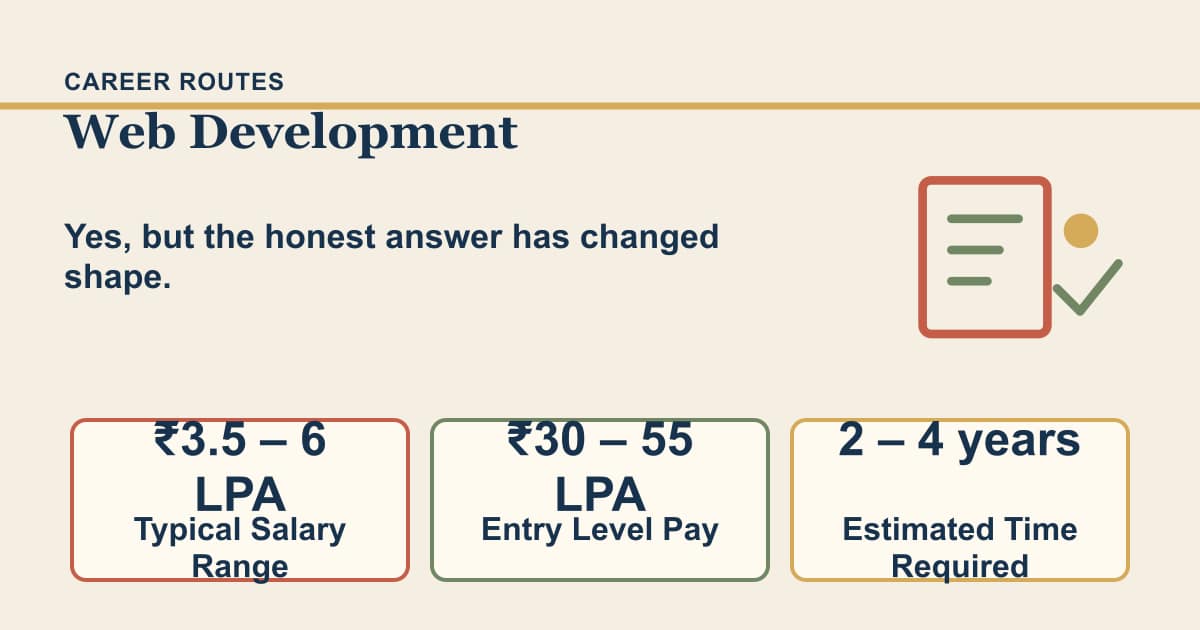 CAREER ROUTES
Web Development
Yes, but the honest answer has changed
shape.
₹3.5 – 6
LPA
Typical Salary
Range
₹30 – 55
LPA
Entry Level Pay
2 – 4 years
Estimated Time
Required